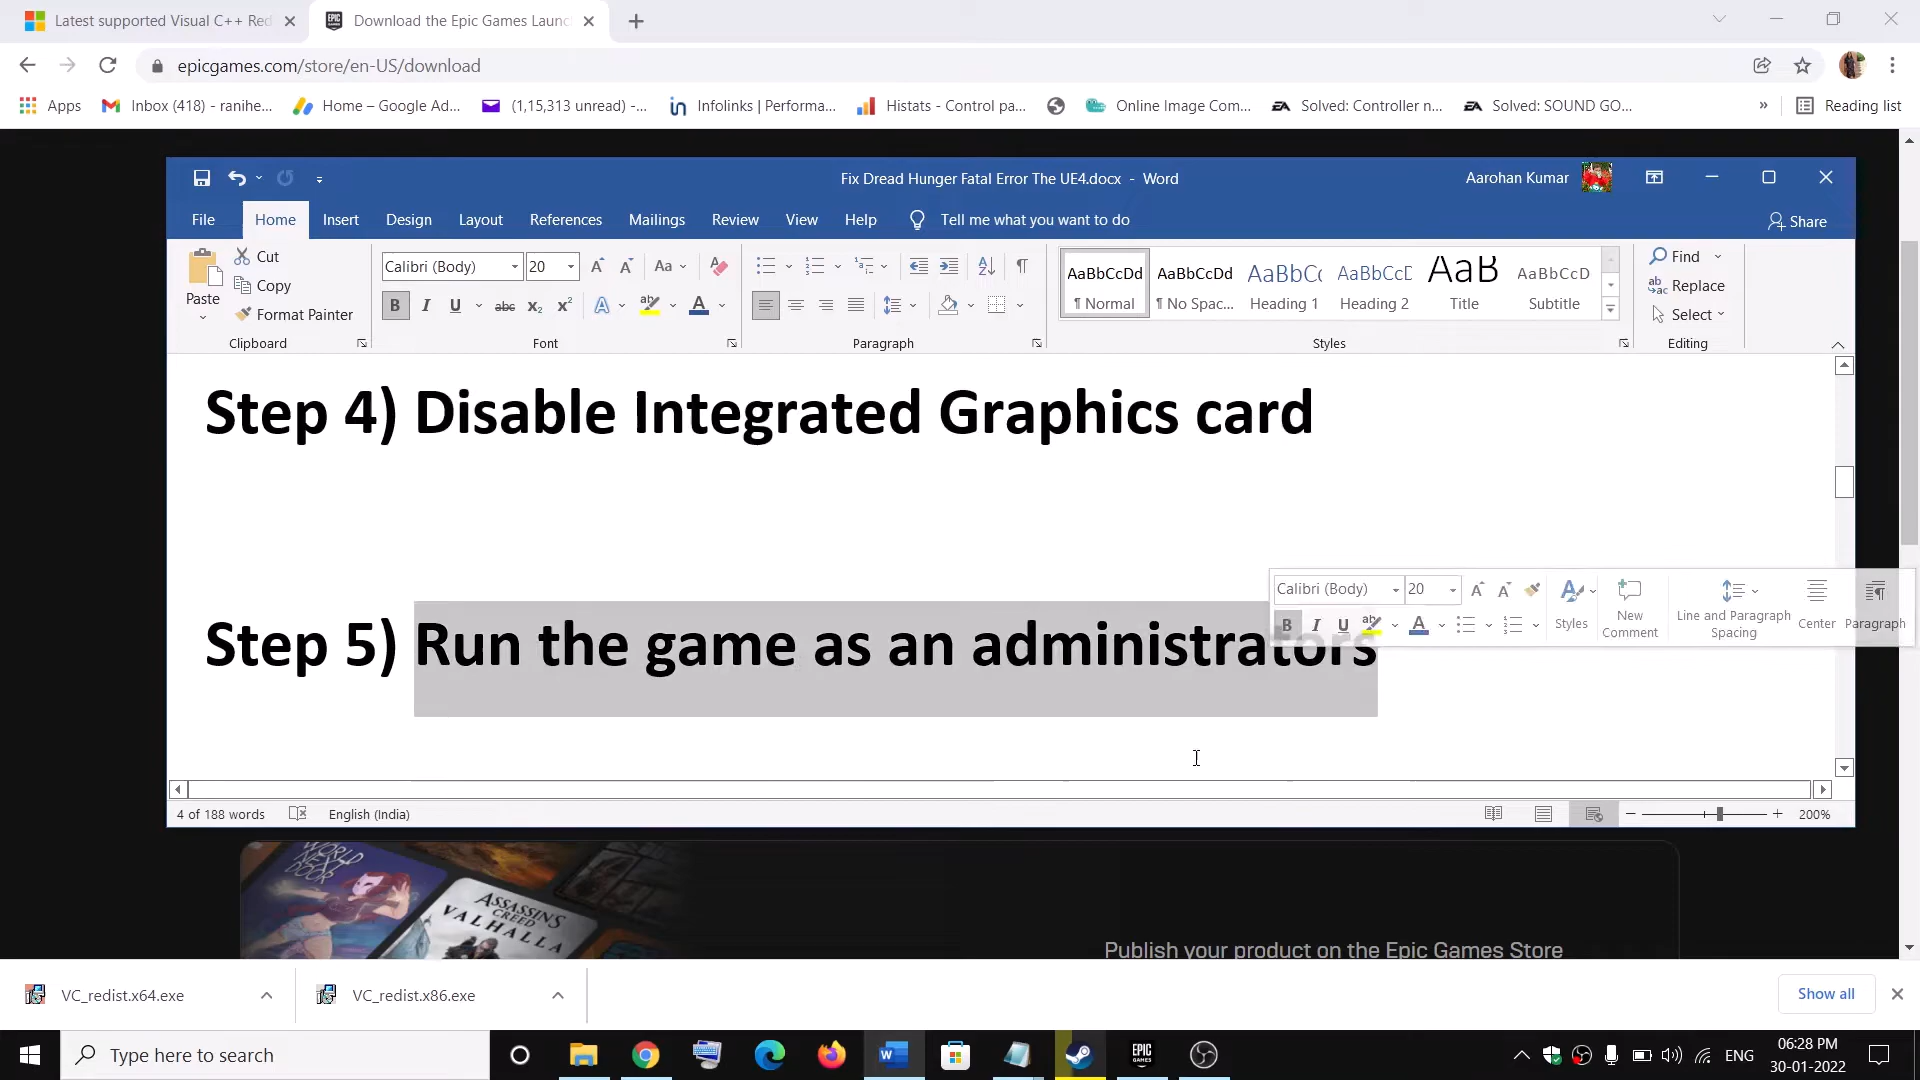 Latest supported Visual C++ Red
Download the Epic Games Launc
epicgames.com/store/en-US/download
Apps
Inbox (418) - ranihe...
Home – Google Ad...
(1,15,313 unread) -...
Infolinks | Performa...
Histats - Control pa...
Online Image Com...
Solved: Controller n...
Solved: SOUND GO...
»
Reading list
Fix Dread Hunger Fatal Error The UE4.docx - Word
Aarohan Kumar
File
Home
Insert
Design
Layout
References
Mailings
Review
View
Help
Tell me what you want to do
Share
Paste
Cut
Copy
Format Painter
Clipboard
Calibri (Body)
20
Font
Paragraph
AaBbCcDd
¶ Normal
AaBbCcDd
¶ No Spac...
AaBbCc
Heading 1
AaBbCcD
Heading 2
AaB
Title
AaBbCcD
Subtitle
Styles
Find
Replace
Select
Editing
Step 4) Disable Integrated Graphics card
Calibri (Body)
20
Styles
New Comment
Line and Paragraph Spacing
Center
Paragraph
Step 5) Run the game as an administrators
4 of 188 words
English (India)
200%
WORLD NEXT DOOR
ASSASSINS CREED
VALHALLA
Publish your product on the Epic Games Store
VC_redist.x64.exe
VC_redist.x86.exe
Show all
Type here to search
EPIC GAMES
ENG
06:28 PM
30-01-2022